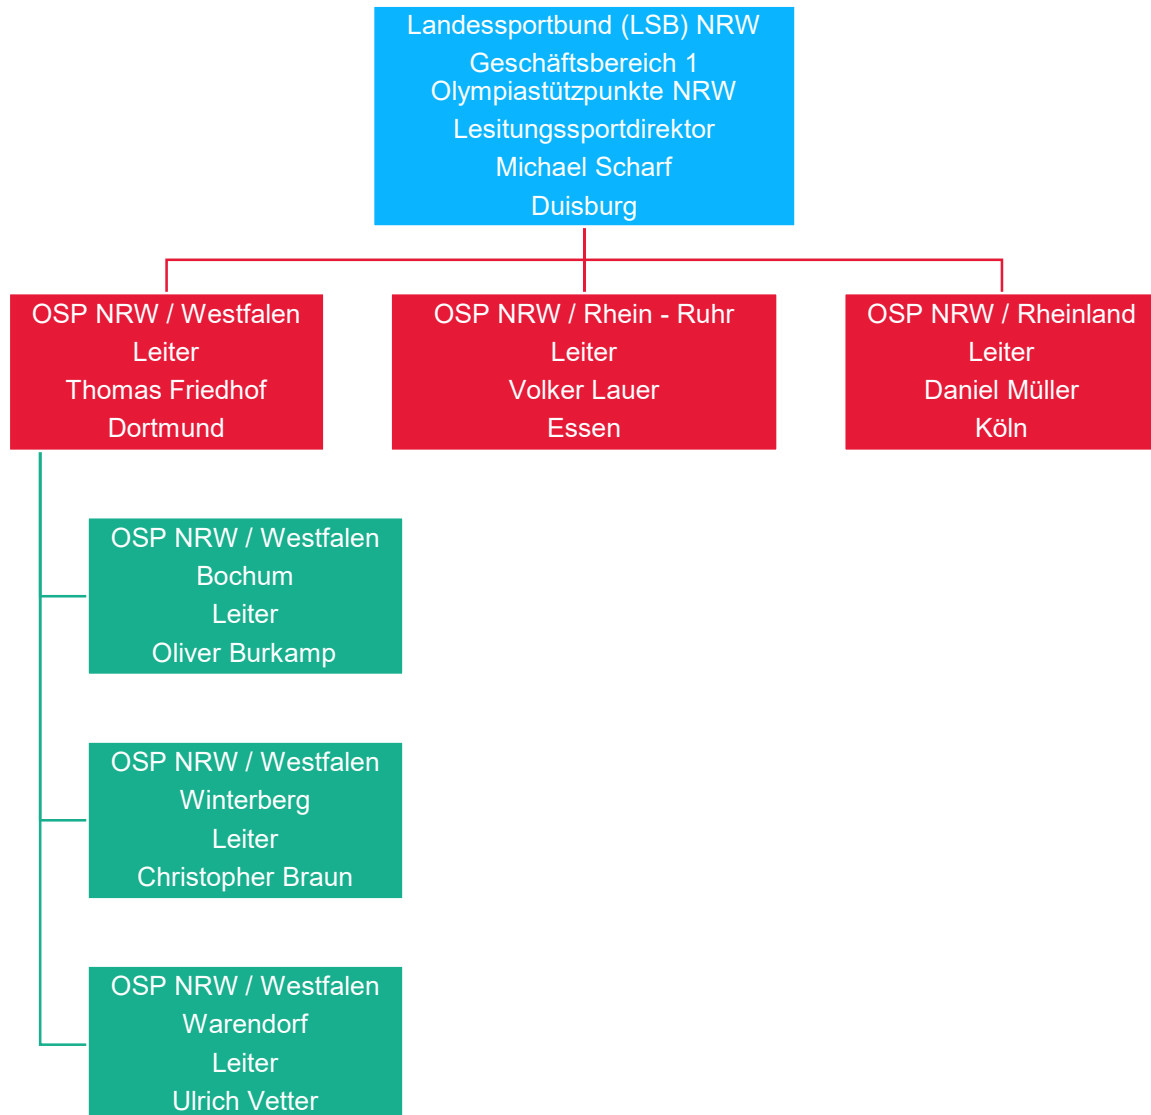 Landessportbund (LSB) NRW
Geschäftsbereich 1
Olympiastützpunkte NRW
Lesitungssportdirektor
Michael Scharf
Duisburg
OSP NRW / Westfalen
Leiter
Thomas Friedhof
Dortmund
OSP NRW / Rhein - Ruhr
Leiter
Volker Lauer
Essen
OSP NRW / Rheinland
Leiter
Daniel Müller
Köln
OSP NRW / Westfalen
Bochum
Leiter
Oliver Burkamp
OSP NRW / Westfalen
Winterberg
Leiter
Christopher Braun
OSP NRW / Westfalen
Warendorf
Leiter
Ulrich Vetter